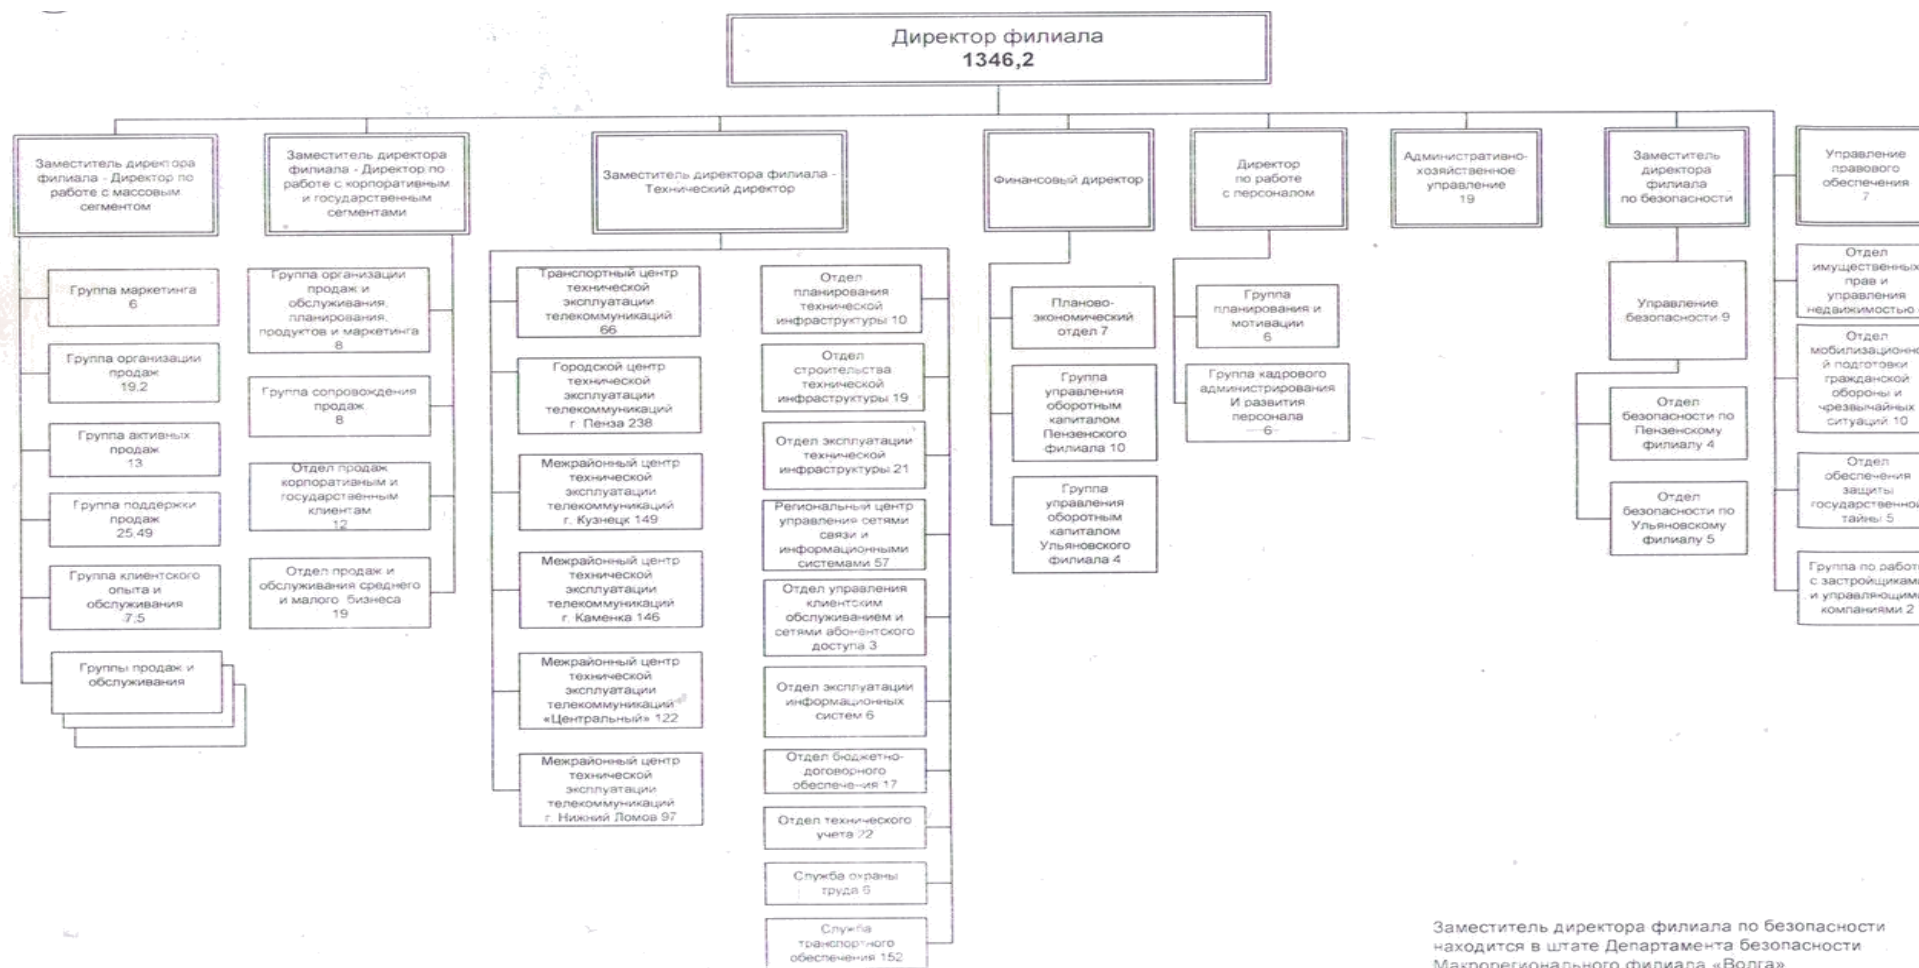 Директор филиала
1346,2
Заместитель директора
филиала - Директор по
работе с массовым
сегментом
Группа маркетинга
6
Группа организации
продаж
19,2
Группа активных
продаж
13
Группа поддержки
продаж
25,49
Группа клиентского
опыта и
обслуживания
7,5
Группы продаж и
обслуживания
Заместитель директора
филиала - Директор по
работе с корпоративным
и государственным
сегментами
Группа организации
продаж и
обслуживания,
планирования,
продуктов и маркетинга
8
Группа сопровождения
продаж
8
Отдел продаж
корпоративным и
государственным
клиентам
12
Отдел продаж и
обслуживания среднего
и малого бизнеса
19
Заместитель директора филиала -
Технический директор
Транспортный центр
технической
эксплуатации
телекоммуникаций
66
Городской центр
технической
эксплуатации
телекоммуникаций
г. Пенза 238
Межрайонный центр
технической
эксплуатации
телекоммуникаций
г. Кузнецк 149
Межрайонный центр
технической
эксплуатации
телекоммуникаций
г. Каменка 146
Межрайонный центр
технической
эксплуатации
телекоммуникаций
«Центральный» 122
Межрайонный центр
технической
эксплуатации
телекоммуникаций
г. Нижний Ломов 97
Отдел
планирования
технической
инфраструктуры 10
Отдел
строительства
технической
инфраструктуры 19
Отдел эксплуатации
технической
инфраструктуры 21
Региональный центр
управления сетями
связи и
информационными
системами 57
Отдел управления
клиентским
обслуживанием и
сетями абонентского
доступа 3
Отдел эксплуатации
информационных
систем 6
Отдел бюджетно-
договорного
обеспечения 17
Отдел технического
учета 22
Служба охраны
труда 6
Служба
транспортного
обеспечения 152
Финансовый директор
Планово-
экономический
отдел 7
Группа
управления
оборотным
капиталом
Пензенского
филиала 10
Группа
управления
оборотным
капиталом
Ульяновского
филиала 4
Директор
по работе
с персоналом
Группа
планирования и
мотивации
6
Группа кадрового
администрирования
И развития
персонала
6
Административно-
хозяйственное
управление
19
Заместитель
директора
филиала
по безопасности
Управление
безопасности 9
Отдел
безопасности по
Пензенскому
филиалу 4
Отдел
безопасности по
Ульяновскому
филиалу 5
Управление
правового
обеспечения
7
Отдел
имущественных
прав и
управления
недвижимостью
Отдел
мобилизационно
й подготовки
гражданской
обороны и
чрезвычайных
ситуаций 10
Отдел
обеспечения
защиты
государственной
тайны 5
Группа по работе
с застройщиками
и управляющими
компаниями 2
Заместитель директора филиала по безопасности
находится в штате Департамента безопасности
Макрорегионального филиала «Волга»